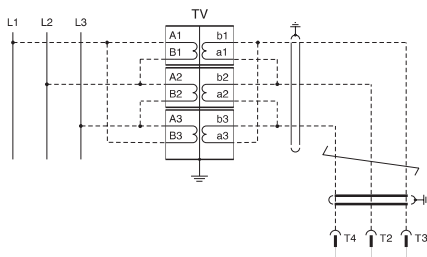 TV
L1 L2 L3
A1 b1
B1 a1
A2 b2
B2 a2
A3 b3
B3 a3
T4 T2 T3